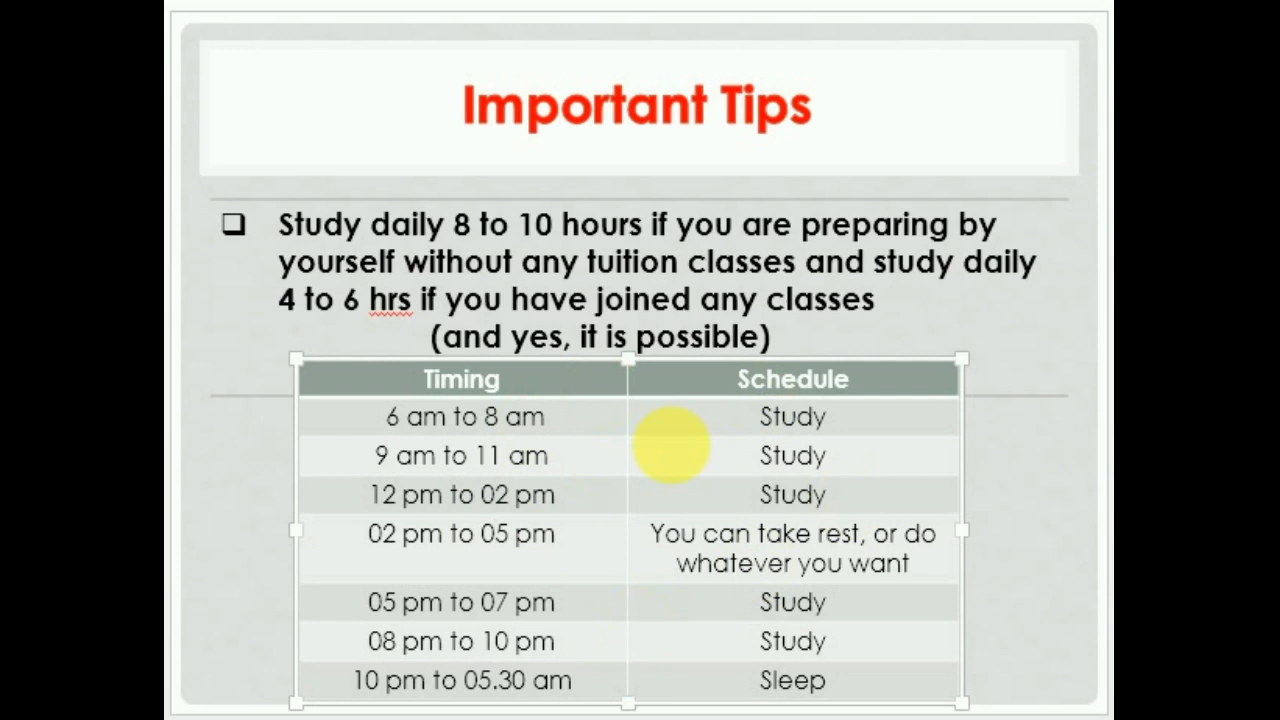 Important Tips
Study daily 8 to 10 hours if you are preparing by
yourself without any tuition classes and study daily
4 to 6 hrs if you have joined any classes
(and yes, it is possible)
Timing Schedule
6 am to 8 am Study
9 am to 11 am Study
12 pm to 02 pm Study
02 pm to 05 pm You can take rest, or do
whatever you want
05 pm to 07 pm Study
08 pm to 10 pm Study
10 pm to 05.30 am Sleep